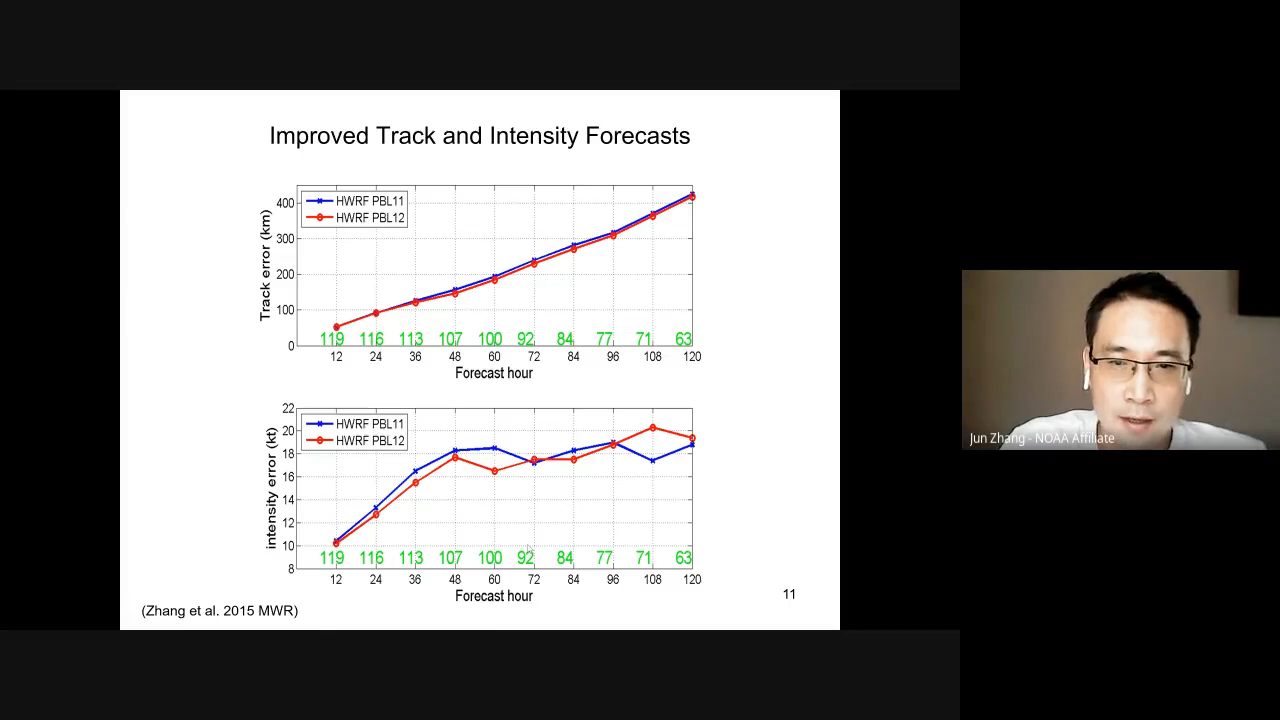 Improved Track and Intensity Forecasts
HWRF PBL11
HWRF PBL12
Track error (km)
400
300
200
100
0
119 116 113 107 100 92 84 77 71 63
12 24 36 48 60 72 84 96 108 120
Forecast hour
HWRF PBL11
HWRF PBL12
intensity error (kt)
22
20
18
16
14
12
10
8
119 116 113 107 100 92 84 77 71 63
12 24 36 48 60 72 84 96 108 120
Forecast hour
11
(Zhang et al. 2015 MWR)
Jun Zhang - NOAA Affiliate